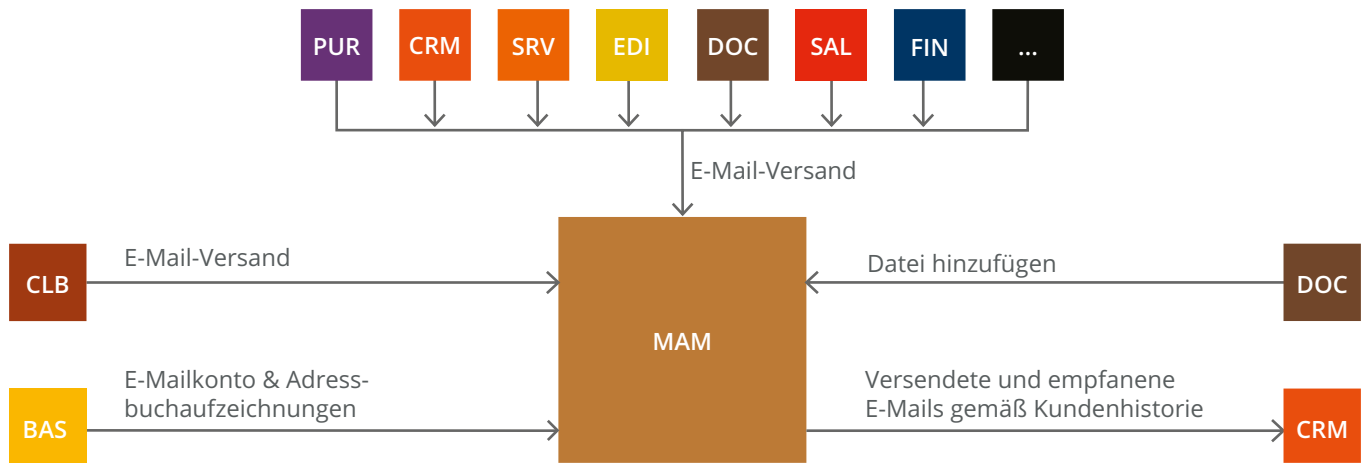 PUR CRM SRV EDI DOC SAL FIN ...
E-Mail-Versand
CLB
E-Mail-Versand
Datei hinzufügen
DOC
MAM
BAS
E-Mailkonto & Adress-
buchaufzeichnungen
Versendete und empfanene
E-Mails gemäß Kundenhistorie
CRM